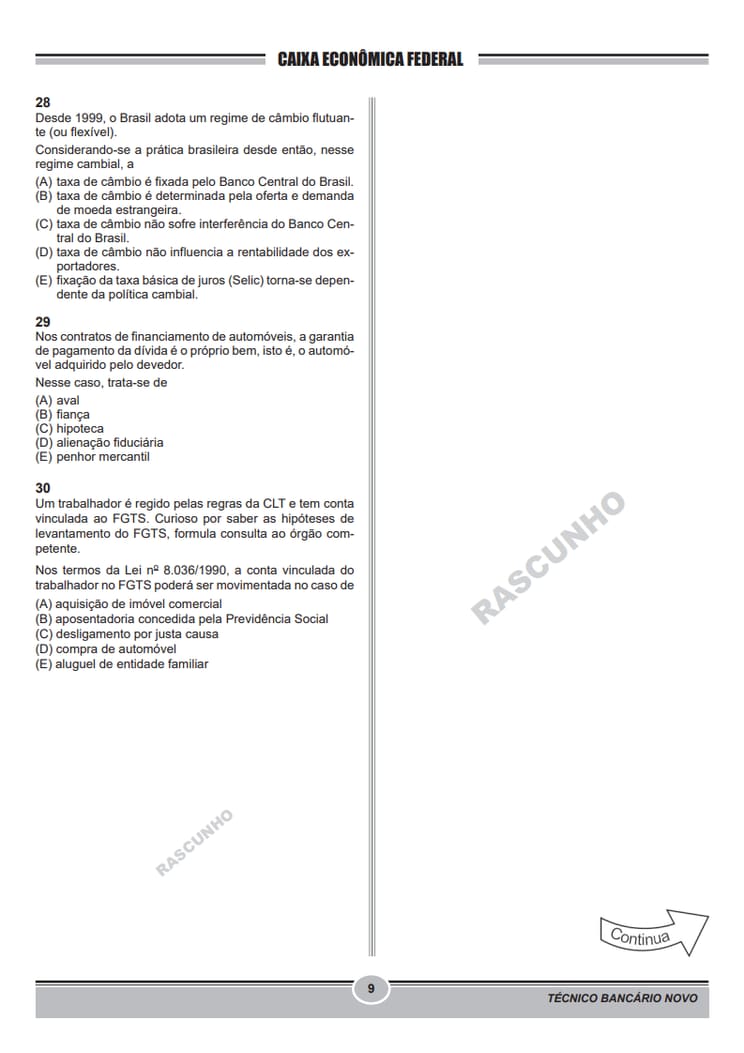 CAIXA ECONÔMICA FEDERAL
28
Desde 1999, o Brasil adota um regime de câmbio flutuan-
te (ou flexível).
Considerando-se a prática brasileira desde então, nesse
regime cambial, a
(A) taxa de câmbio é fixada pelo Banco Central do Brasil.
(B) taxa de câmbio é determinada pela oferta e demanda
de moeda estrangeira.
(C) taxa de câmbio não sofre interferência do Banco Cen-
tral do Brasil.
(D) taxa de câmbio não influencia a rentabilidade dos ex-
portadores.
(E) fixação da taxa básica de juros (Selic) torna-se depen-
dente da política cambial.
29
Nos contratos de financiamento de automóveis, a garantia
de pagamento da dívida é o próprio bem, isto é, o automó-
vel adquirido pelo devedor.
Nesse caso, trata-se de
(A) aval
(B) fiança
(C) hipoteca
(D) alienação fiduciária
(E) penhor mercantil
30
Um trabalhador é regido pelas regras da CLT e tem conta
vinculada ao FGTS. Curioso por saber as hipóteses de
levantamento do FGTS, formula consulta ao órgão com-
petente.
Nos termos da Lei nº 8.036/1990, a conta vinculada do
trabalhador no FGTS poderá ser movimentada no caso de
(A) aquisição de imóvel comercial
(B) aposentadoria concedida pela Previdência Social
(C) desligamento por justa causa
(D) compra de automóvel
(E) aluguel de entidade familiar
RASCUNHO
RASCUNHO
Continua
9
TÉCNICO BANCÁRIO NOVO